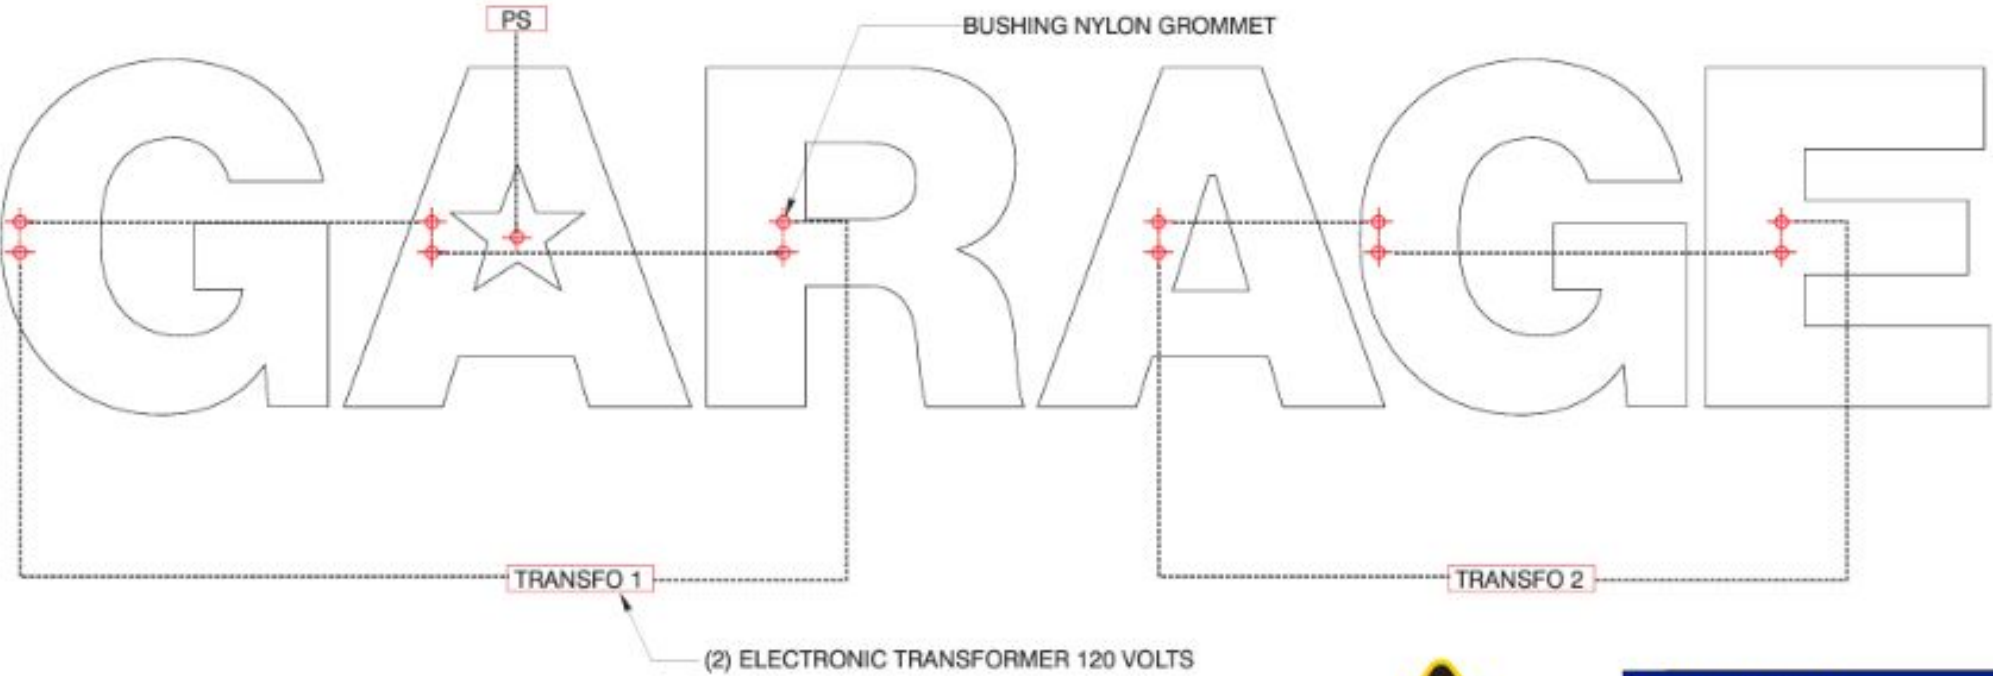 PS
BUSHING NYLON GROMMET
GARAGE
TRANSFO 1
TRANSFO 2
(2) ELECTRONIC TRANSFORMER 120 VOLTS